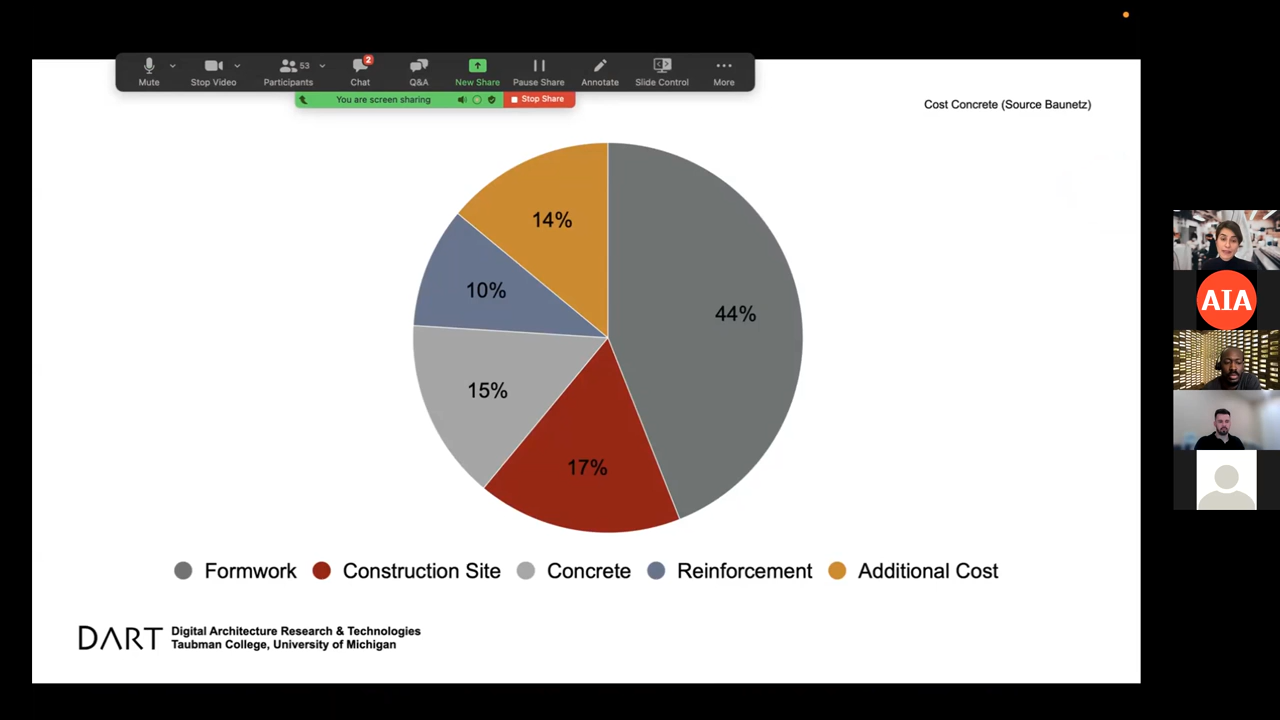 Mute
Stop Video
Participants
53
Chat
2
Q&A
New Share
Pause Share
Annotate
Slide Control
More
You are screen sharing
Stop Share
Cost Concrete (Source Baunetz)
14%
10%
44%
15%
17%
AIA
Formwork
Construction Site
Concrete
Reinforcement
Additional Cost
DART
Digital Architecture Research & Technologies
Taubman College, University of Michigan